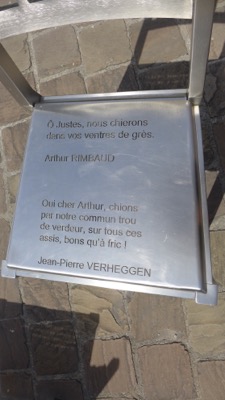 Ô Justes, nous chierons
dans vos ventres de grès.
Arthur RIMBAUD
Oui cher Arthur, chions
par notre commun trou
de verdeur, sur tous ces
assis, bons qu'à fric !
Jean-Pierre VERHEGGEN